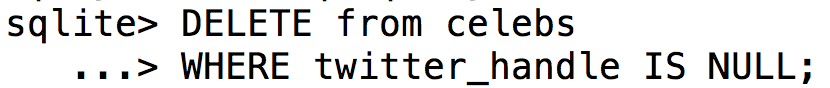 sqlite> DELETE from celebs
...> WHERE twitter_handle IS NULL;